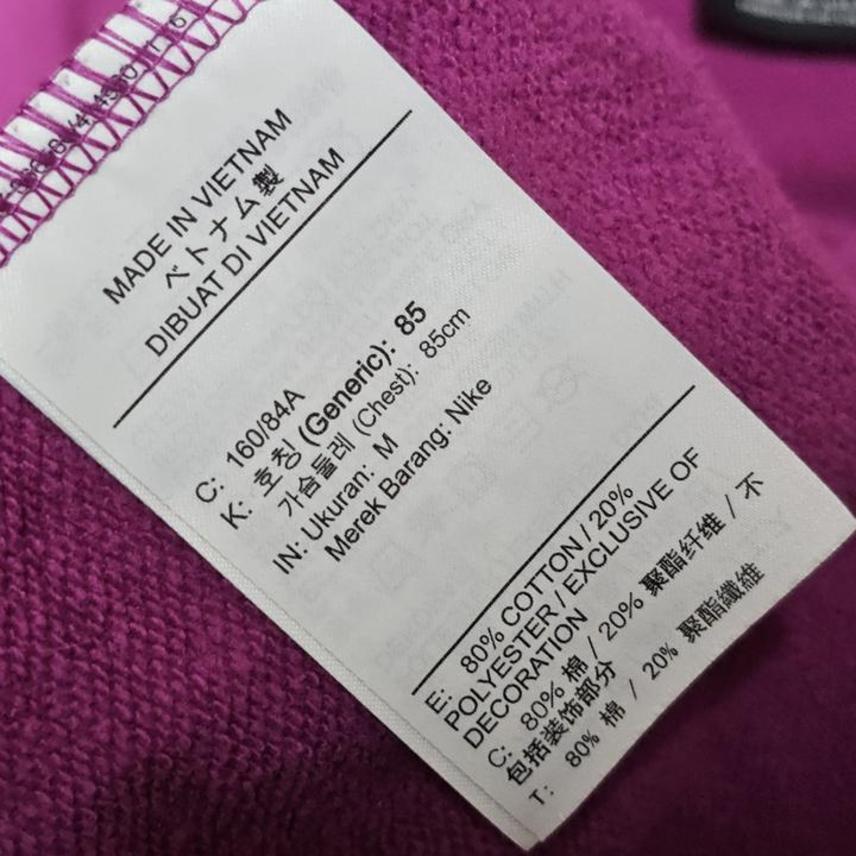 MADE IN VIETNAM
ベトナム製
DIBUAT DI VIETNAM
C: 160/84A
K: 호칭 (Generic): 85
가슴둘레 (Chest): 85cm
IN: Ukuran: M
Merek Barang: Nike
E: 80% COTTON / 20%
POLYESTER / EXCLUSIVE OF
DECORATION
C: 80% 棉 / 20% 聚酯纤维 / 不
包括装饰部分
T: 80% 棉 / 20% 聚酯纖維